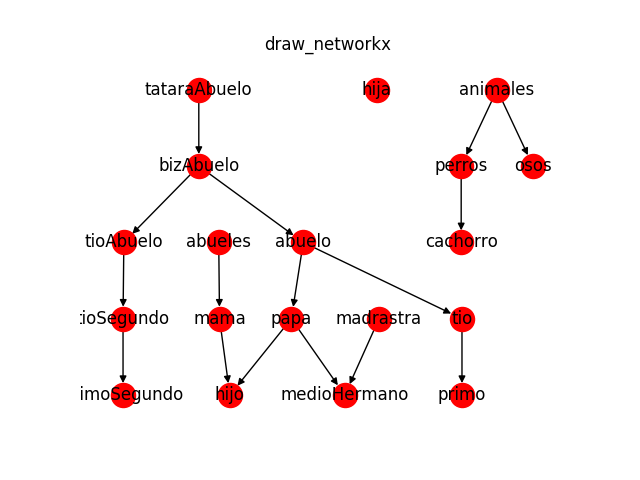 draw_networkx
tataraAbuelo hija animales
bizAbuelo perros osos
tioAbuelo abueles abuelo cachorro
tioSegundo mama papa madrastra tio
imoSegundo hijo medioHermano primo